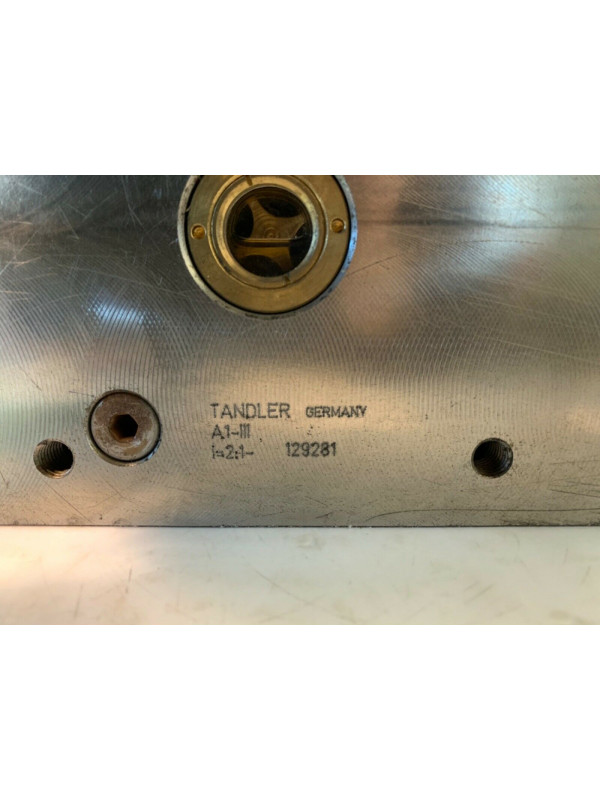 TANDLER GERMANY
A1-III
i=2:1- 129281